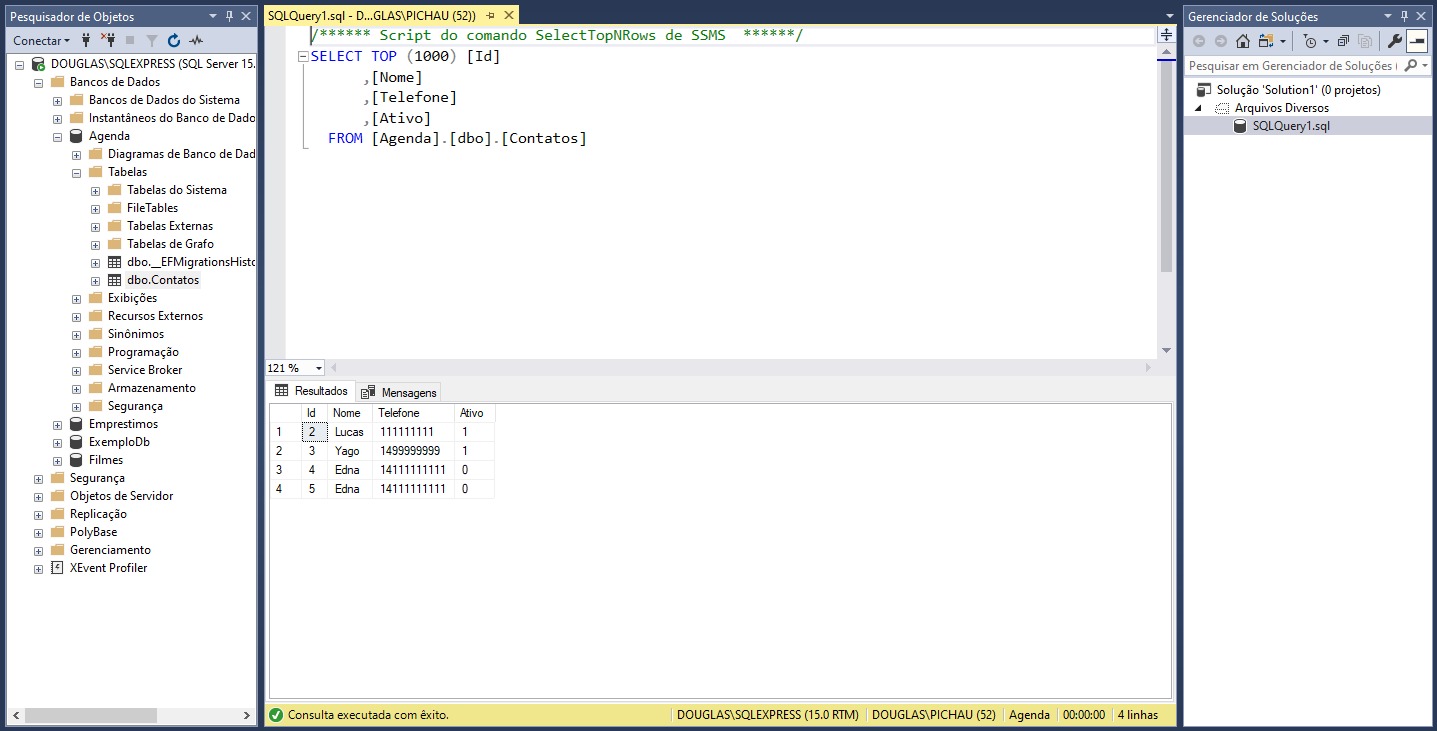 Pesquisador de Objetos
Conectar
DOUGLAS\SQLEXPRESS (SQL Server 15.
Bancos de Dados
Bancos de Dados do Sistema
Instantâneos do Banco de Dado
Agenda
Diagramas de Banco de Dad
Tabelas
Tabelas do Sistema
FileTables
Tabelas Externas
Tabelas de Grafo
dbo.__EFMigrationsHisto
dbo.Contatos
Exibições
Recursos Externos
Sinônimos
Programação
Service Broker
Armazenamento
Segurança
Emprestimos
ExemploDb
Filmes
Segurança
Objetos de Servidor
Replicação
PolyBase
Gerenciamento
XEvent Profiler
SQLQuery1.sql - D...GLAS\PICHAU (52))
/****** Script do comando SelectTopNRows de SSMS  ******/
SELECT TOP (1000) [Id]
,[Nome]
,[Telefone]
,[Ativo]
FROM [Agenda].[dbo].[Contatos]
121 %
Resultados Mensagens
Id Nome Telefone Ativo
1 2 Lucas 111111111 1
2 3 Yago 1499999999 1
3 4 Edna 14111111111 0
4 5 Edna 14111111111 0
Consulta executada com êxito. DOUGLAS\SQLEXPRESS (15.0 RTM) DOUGLAS\PICHAU (52) Agenda 00:00:00 4 linhas
Gerenciador de Soluções
Pesquisar em Gerenciador de Soluções (
Solução 'Solution1' (0 projetos)
Arquivos Diversos
SQLQuery1.sql